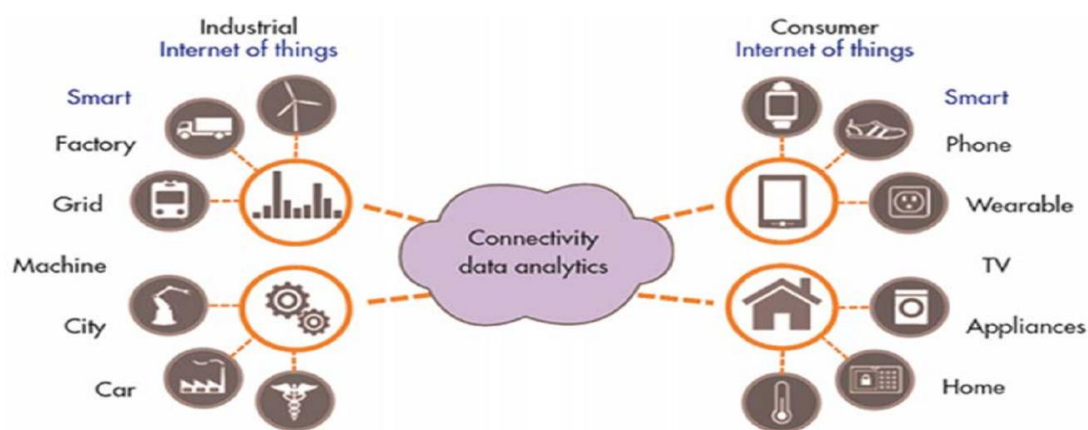 Industrial
Internet of things
Smart
Factory
Grid
Machine
City
Car
Connectivity
data analytics
Consumer
Internet of things
Smart
Phone
Wearable
TV
Appliances
Home